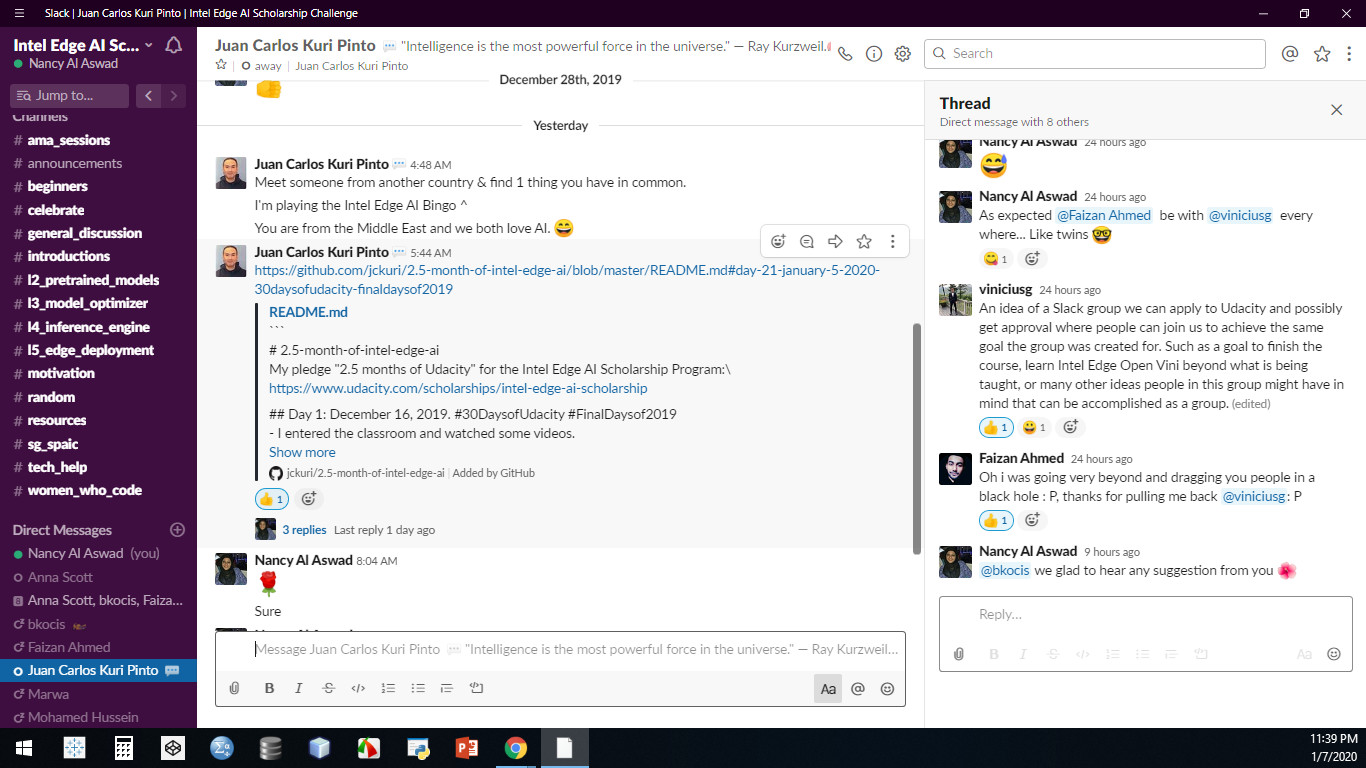 Slack | Juan Carlos Kuri Pinto | Intel Edge AI Scholarship Challenge
Intel Edge AI Sc...
Nancy Al Aswad
Jump to...
Channels
# ama_sessions
# announcements
# beginners
# celebrate
# general_discussion
# introductions
# l2_pretrained_models
# l3_model_optimizer
# l4_inference_engine
# l5_edge_deployment
# motivation
# random
# resources
# sg_spaic
# tech_help
# women_who_code
Direct Messages
Nancy Al Aswad (you)
Anna Scott
8 Anna Scott, bkocis, Faiza...
bkocis
Faizan Ahmed
Juan Carlos Kuri Pinto
Marwa
Mohamed Hussein
Juan Carlos Kuri Pinto "Intelligence is the most powerful force in the universe." — Ray Kurzweil.
away | Juan Carlos Kuri Pinto
Search
December 28th, 2019
Yesterday
Juan Carlos Kuri Pinto 4:48 AM
Meet someone from another country & find 1 thing you have in common.
I'm playing the Intel Edge AI Bingo ^
You are from the Middle East and we both love AI. 😄
Juan Carlos Kuri Pinto 5:44 AM
https://github.com/jckuri/2.5-month-of-intel-edge-ai/blob/master/README.md#day-21-january-5-2020-
30daysofudacity-finaldaysof2019
README.md
```
# 2.5-month-of-intel-edge-ai
My pledge "2.5 months of Udacity" for the Intel Edge AI Scholarship Program:\
https://www.udacity.com/scholarships/intel-edge-ai-scholarship
## Day 1: December 16, 2019. #30DaysofUdacity #FinalDaysof2019
- I entered the classroom and watched some videos.
Show more
jckuri/2.5-month-of-intel-edge-ai | Added by GitHub
👍 1
3 replies Last reply 1 day ago
Nancy Al Aswad 8:04 AM
🌹
Sure
Message Juan Carlos Kuri Pinto "Intelligence is the most powerful force in the universe." — Ray Kurzweil...
B I S </> Aa @
Thread
Direct message with 8 others
Nancy Al Aswad 24 hours ago
😅
Nancy Al Aswad 24 hours ago
As expected @Faizan Ahmed be with @viniciusg every
where... Like twins 🤓
😋 1
viniciusg 24 hours ago
An idea of a Slack group we can apply to Udacity and possibly
get approval where people can join us to achieve the same
goal the group was created for. Such as a goal to finish the
course, learn Intel Edge Open Vini beyond what is being
taught, or many other ideas people in this group might have in
mind that can be accomplished as a group. (edited)
👍 1 😀 1
Faizan Ahmed 24 hours ago
Oh i was going very beyond and dragging you people in a
black hole : P, thanks for pulling me back @viniciusg : P
👍 1
Nancy Al Aswad 9 hours ago
@bkocis we glad to hear any suggestion from you 🌺
Reply...
B I S </> Aa
11:39 PM
1/7/2020